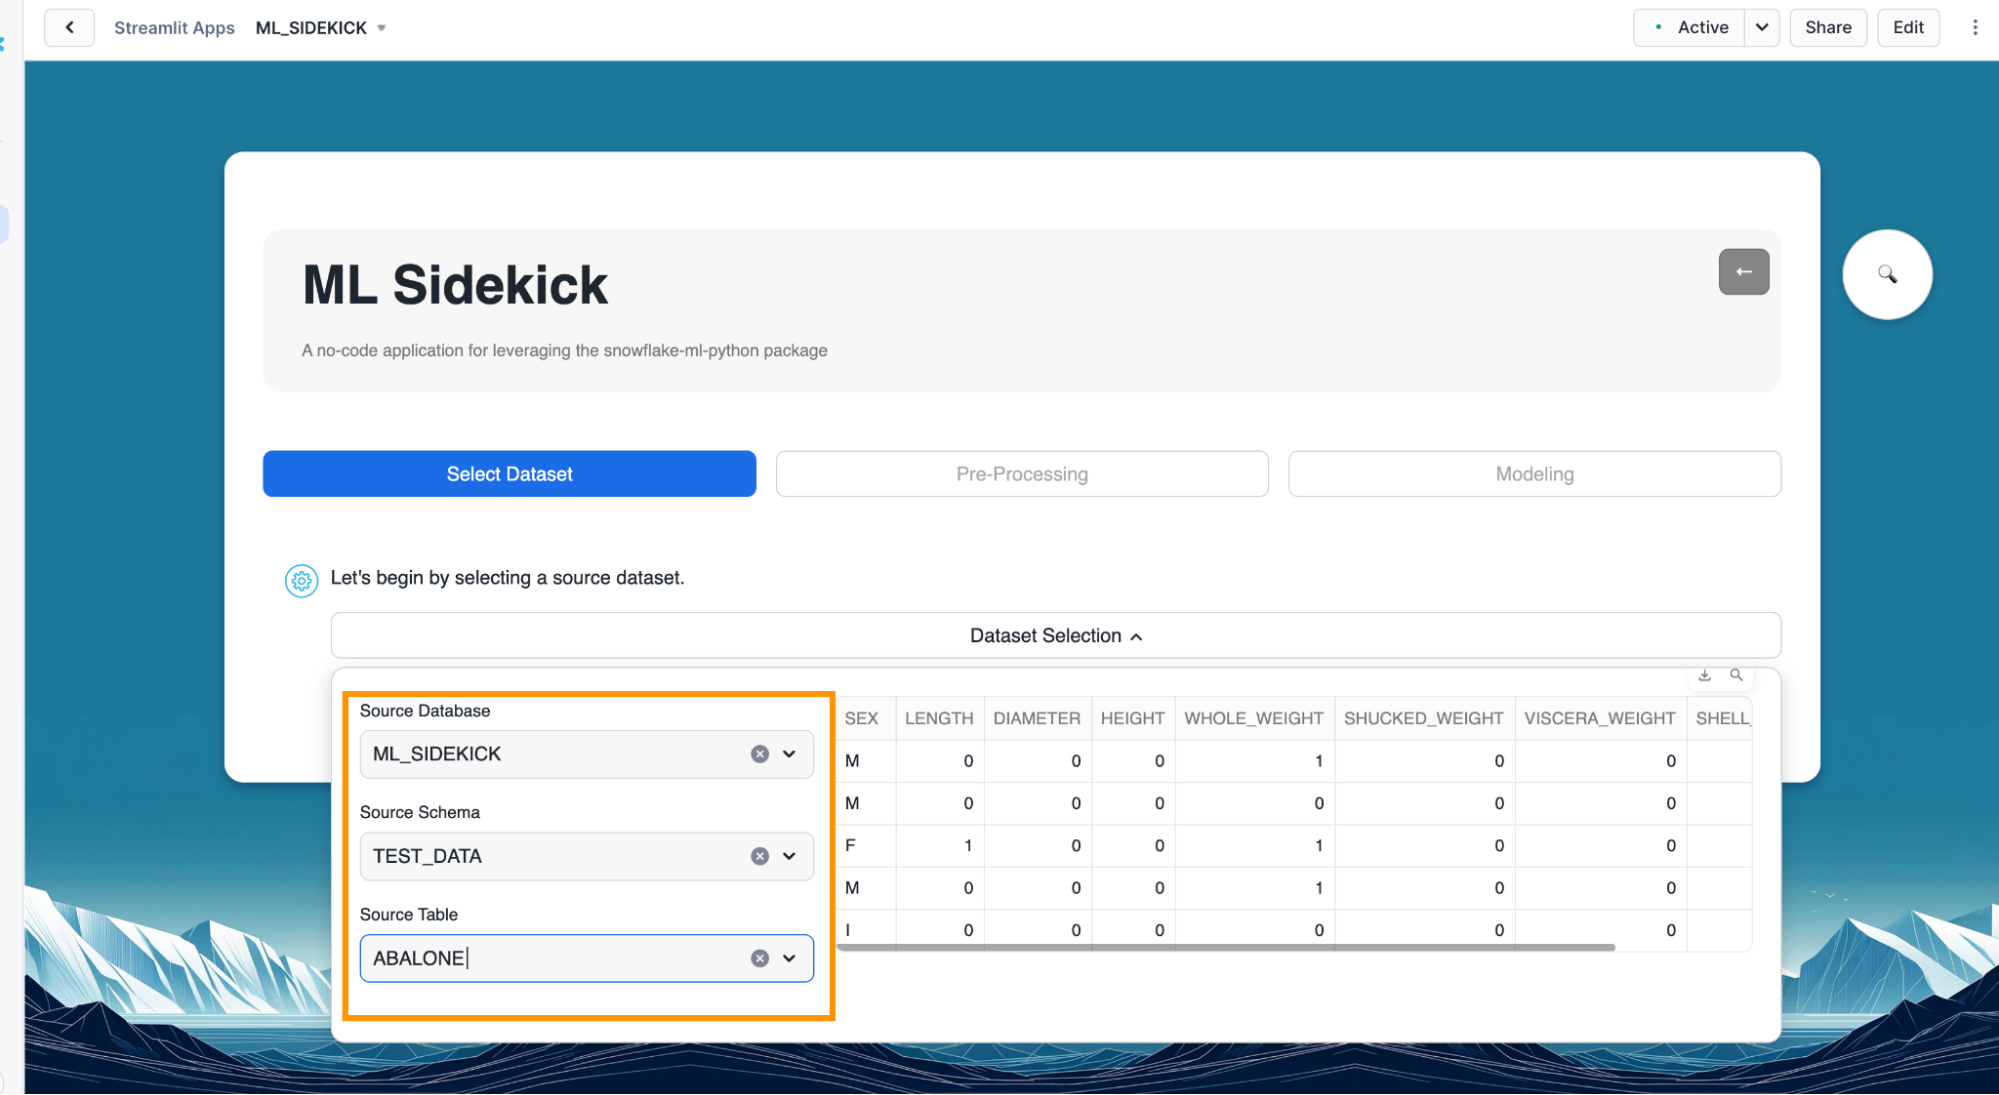 Streamlit Apps ML_SIDEKICK
Active Share Edit
ML Sidekick
A no-code application for leveraging the snowflake-ml-python package
Select Dataset Pre-Processing Modeling
Let's begin by selecting a source dataset.
Dataset Selection
Source Database
ML_SIDEKICK
Source Schema
TEST_DATA
Source Table
ABALONE
SEX LENGTH DIAMETER HEIGHT WHOLE_WEIGHT SHUCKED_WEIGHT VISCERA_WEIGHT SHELL_
M 0 0 0 1 0 0
M 0 0 0 0 0 0
F 1 0 0 1 0 0
M 0 0 0 1 0 0
I 0 0 0 0 0 0